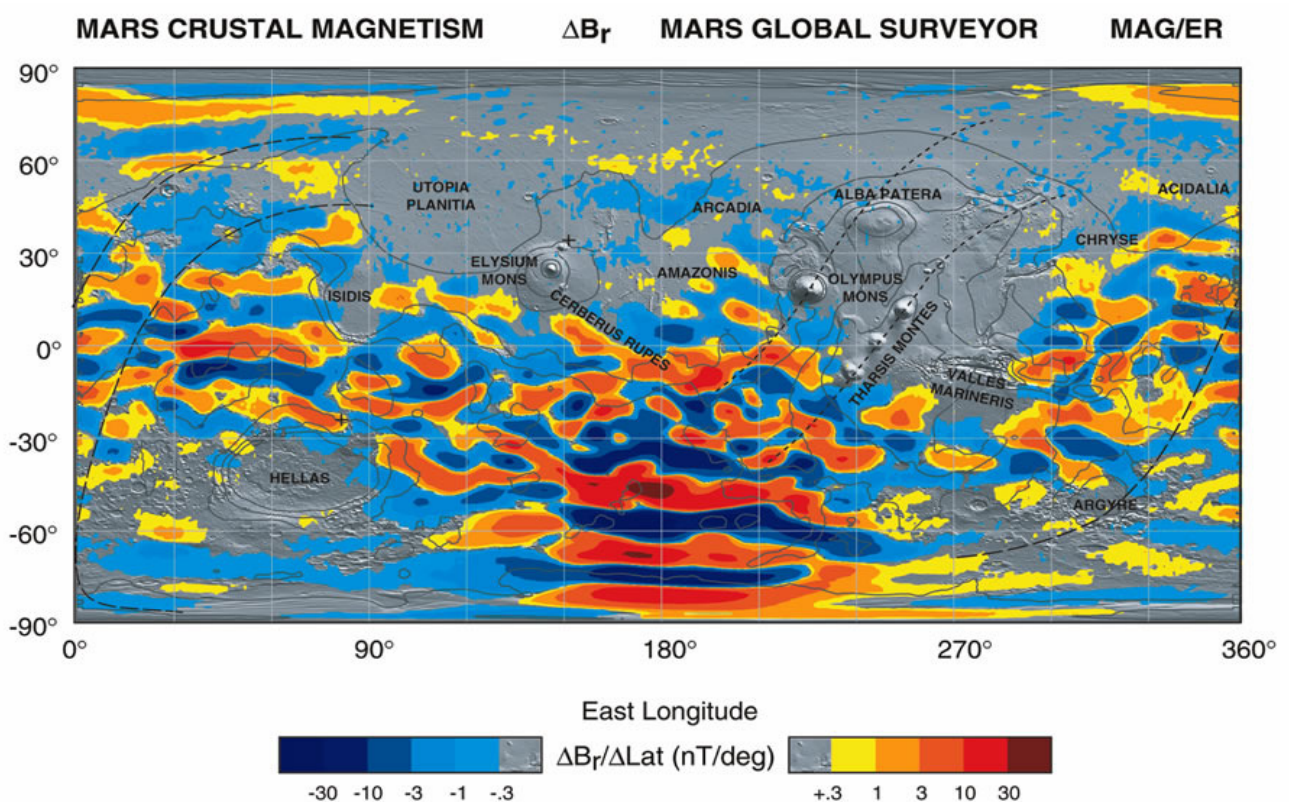 MARS CRUSTAL MAGNETISM ΔBr MARS GLOBAL SURVEYOR MAG/ER
90°
60°
30°
0°
-30°
-60°
-90°
UTOPIA
PLANITIA
ARCADIA
ALBA PATERA
ACIDALIA
CHRYSE
ELYSIUM
MONS
AMAZONIS
OLYMPUS
MONS
ISIDIS
CERBERUS RUPES
THARSIS MONTES
VALLES
MARINERIS
HELLAS
ARGYRE
0° 90° 180° 270° 360°
East Longitude
ΔBr/ΔLat (nT/deg)
-30 -10 -3 -1 -.3 +.3 1 3 10 30